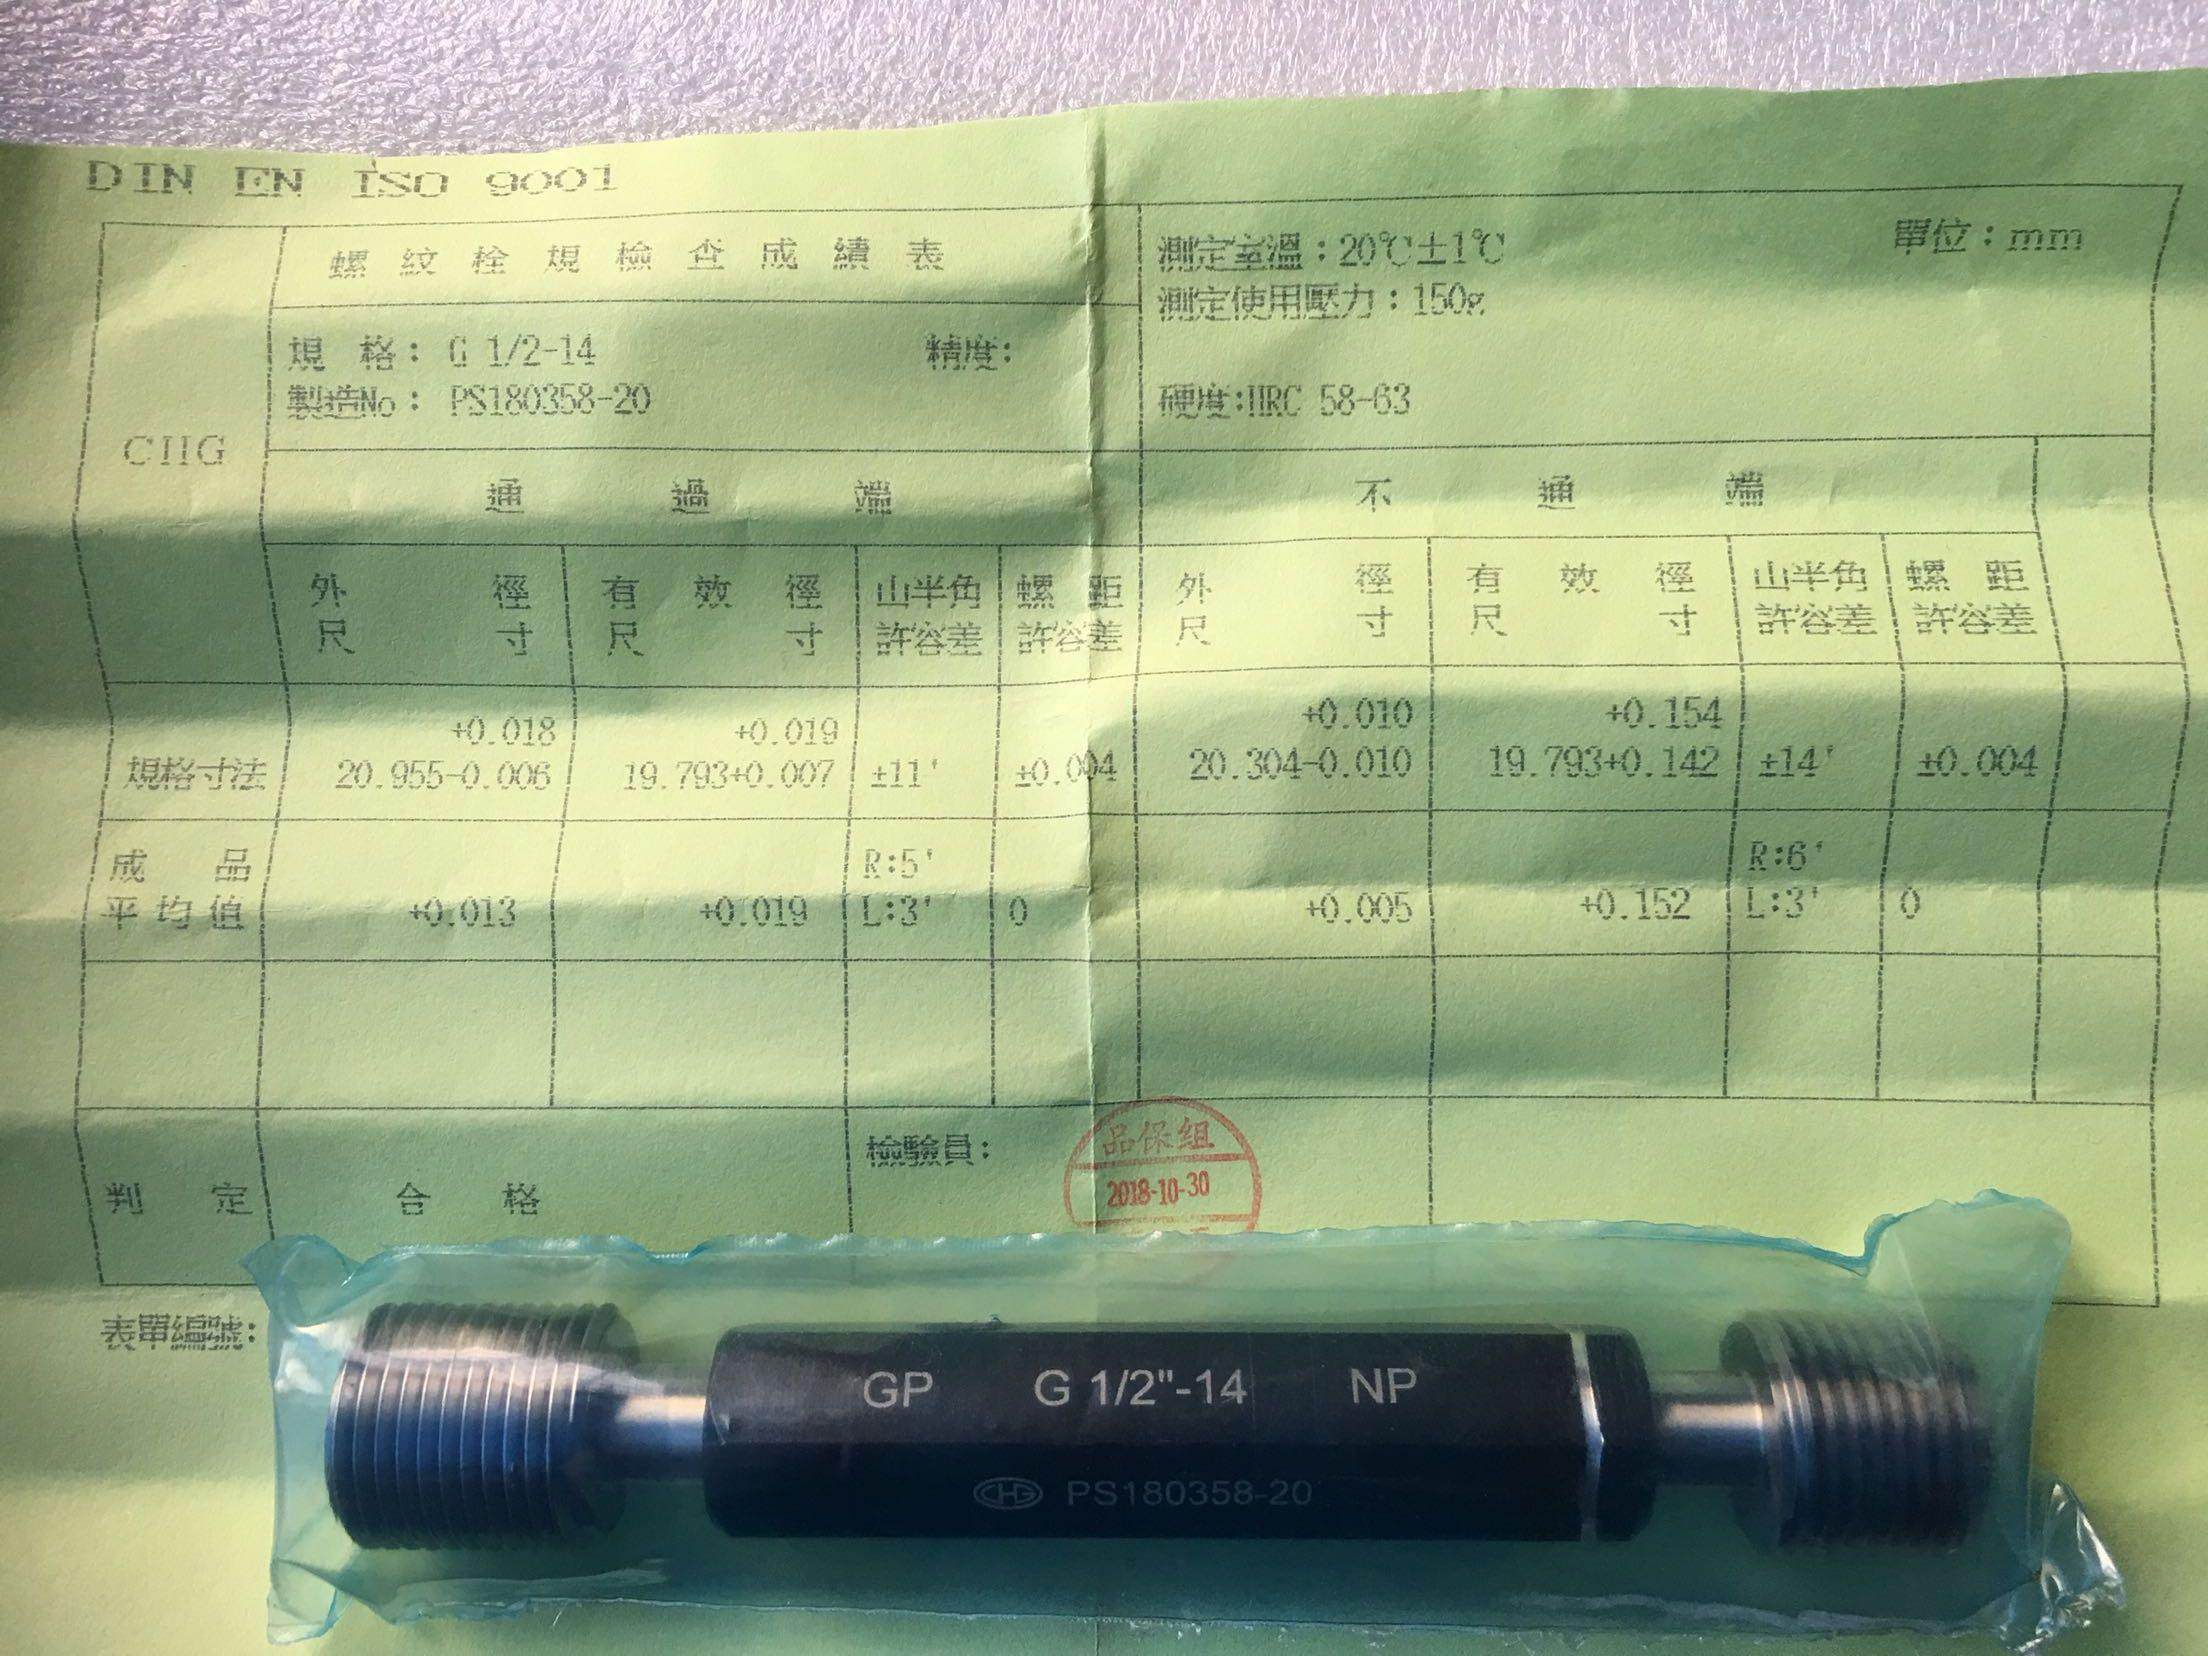 DIN EN ISO 9001
螺紋栓規檢查成績表
測定室溫：20℃±1℃
單位：mm
測定使用壓力：150g
規 格： G 1/2-14
精度：
製造No： PS180358-20
硬度:HRC 58-63
CHG
通過端
不通端
外徑 有效徑 山半角 螺距 外徑 有效徑 山半角 螺距
尺寸 尺寸 許容差 許容差 尺寸 尺寸 許容差 許容差
+0.018 +0.019 +0.010 +0.154
規格寸法 20.955-0.006 19.793+0.007 ±11' ±0.004 20.304-0.010 19.793+0.142 ±14' ±0.004
成品 R:5' R:6'
平均值 +0.013 +0.019 L:3' 0 +0.005 +0.152 L:3' 0
檢驗員：
品保組
2018-10-30
判定 合格
表單編號：
GP G 1/2"-14 NP
CHG PS180358-20